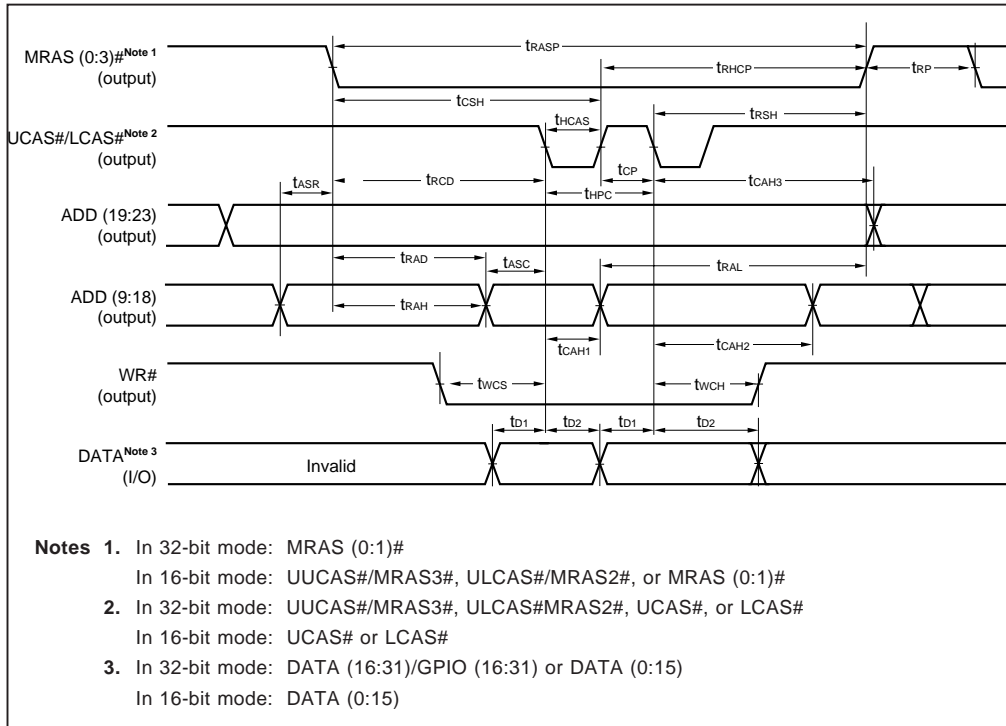 tRASP
MRAS (0:3)#Note 1
(output)
tRHCP
tRP
tCSH
tRSH
UCAS#/LCAS#Note 2
(output)
tHCAS
tASR
tRCD
tCP
tCAH3
tHPC
ADD (19:23)
(output)
tRAD
tASC
tRAL
ADD (9:18)
(output)
tRAH
tCAH1
tCAH2
WR#
(output)
tWCS
tWCH
tD1
tD2
tD1
tD2
DATANote 3
(I/O)
Invalid
Notes 1. In 32-bit mode: MRAS (0:1)#
In 16-bit mode: UUCAS#/MRAS3#, ULCAS#/MRAS2#, or MRAS (0:1)#
2. In 32-bit mode: UUCAS#/MRAS3#, ULCAS#MRAS2#, UCAS#, or LCAS#
In 16-bit mode: UCAS# or LCAS#
3. In 32-bit mode: DATA (16:31)/GPIO (16:31) or DATA (0:15)
In 16-bit mode: DATA (0:15)